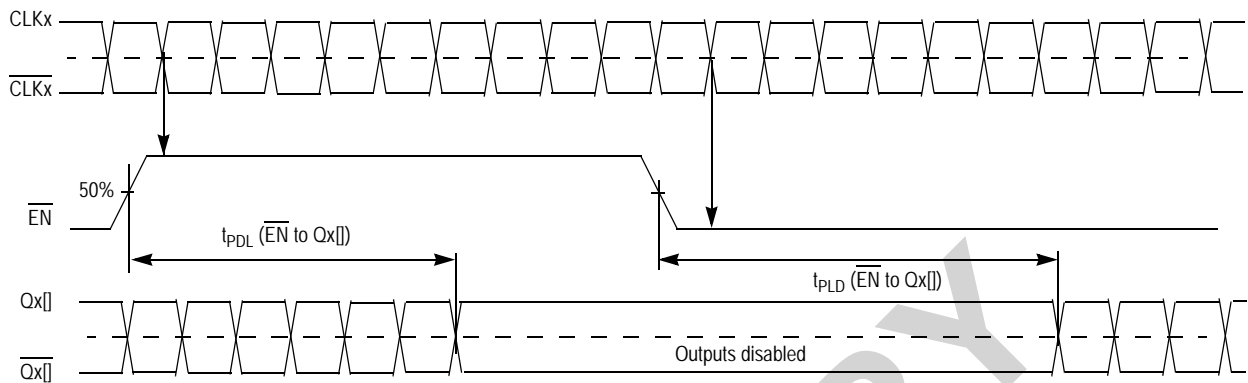 CLKx
CLKx
50%
EN
tPDL (EN to Qx[])
tPLD (EN to Qx[])
Qx[]
Outputs disabled
Qx[]